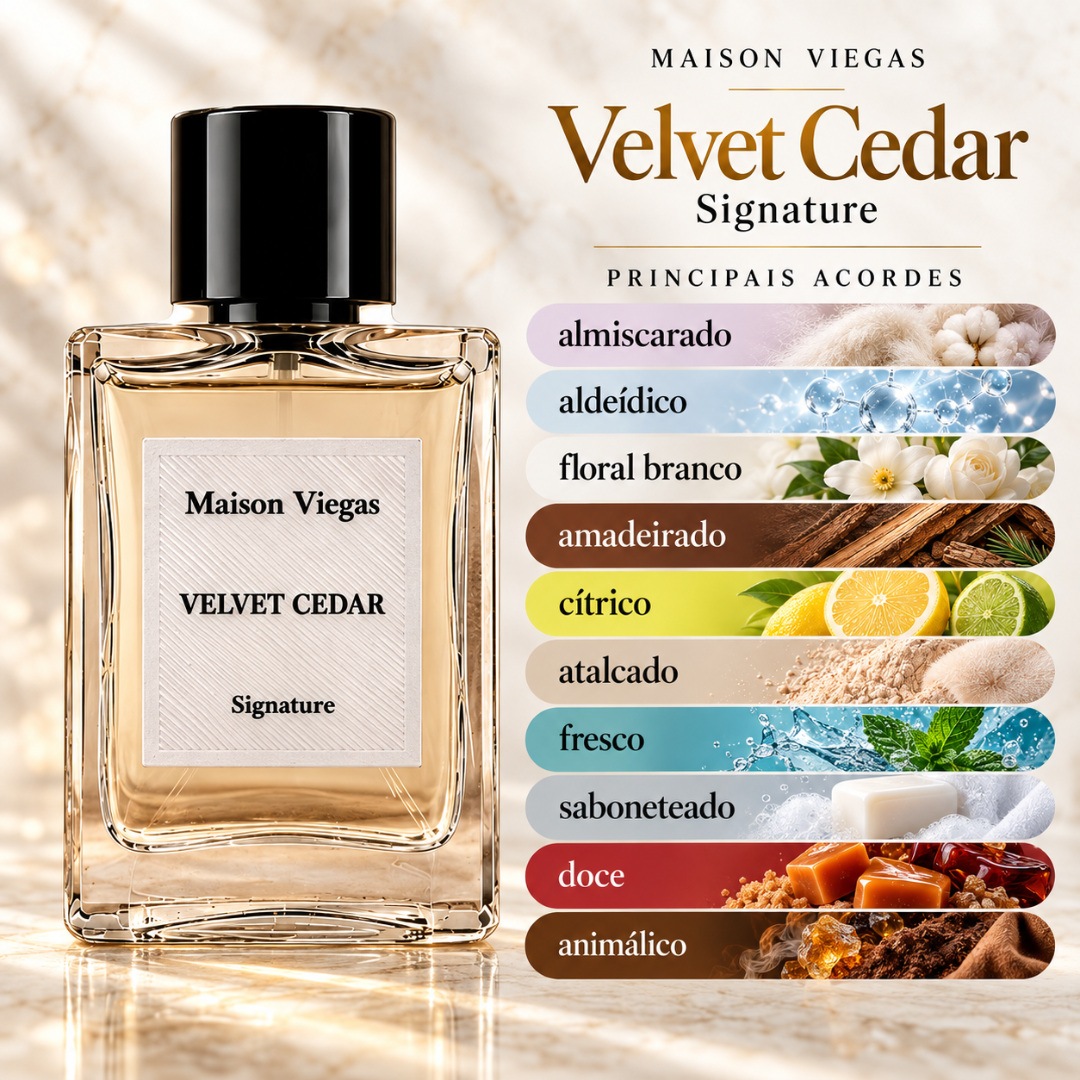 Maison Viegas
VELVET CEDAR
Signature
MAISON VIEGAS
Velvet Cedar
Signature
PRINCIPAIS ACORDES
almiscarado
aldeídico
floral branco
amadeirado
cítrico
atalcado
fresco
saboneteado
doce
animálico